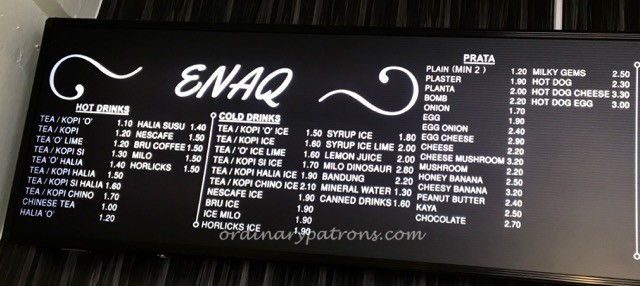 ENAQ
HOT DRINKS
TEA / KOPI 'O' 1.10
TEA / KOPI 1.20
TEA 'O' LIME 1.20
TEA / KOPI SI 1.30
TEA 'O' HALIA 1.40
TEA / KOPI HALIA 1.50
TEA / KOPI SI HALIA 1.60
TEA / KOPI CHINO 1.70
CHINESE TEA 1.00
HALIA 'O' 1.20
HALIA SUSU 1.40
NESCAFE 1.50
BRU COFFEE 1.50
MILO 1.50
HORLICKS 1.50
COLD DRINKS
TEA / KOPI 'O' ICE 1.50
TEA / KOPI ICE 1.60
TEA 'O' ICE LIME 1.60
TEA / KOPI SI ICE 1.70
TEA / KOPI HALIA ICE 1.90
TEA / KOPI CHINO ICE 2.10
NESCAFE ICE 1.90
BRU ICE 1.90
ICE MILO 1.90
HORLICKS ICE 1.90
SYRUP ICE 1.80
SYRUP ICE LIME 2.00
LEMON JUICE 2.00
MILO DINOSAUR 2.80
BANDUNG 2.20
MINERAL WATER 1.30
CANNED DRINKS 1.60
PRATA
PLAIN (MIN 2 ) 1.20
PLASTER 1.90
PLANTA 2.00
BOMB 2.20
ONION 1.70
EGG 1.90
EGG ONION 2.40
EGG CHEESE 2.90
CHEESE 2.20
CHEESE MUSHROOM 3.20
MUSHROOM 2.20
HONEY BANANA 2.50
CHEESY BANANA 3.20
PEANUT BUTTER 2.40
KAYA 2.50
CHOCOLATE 2.70
MILKY GEMS 2.50
HOT DOG 2.30
HOT DOG CHEESE 3.30
HOT DOG EGG 3.00
ordinarypatrons.com